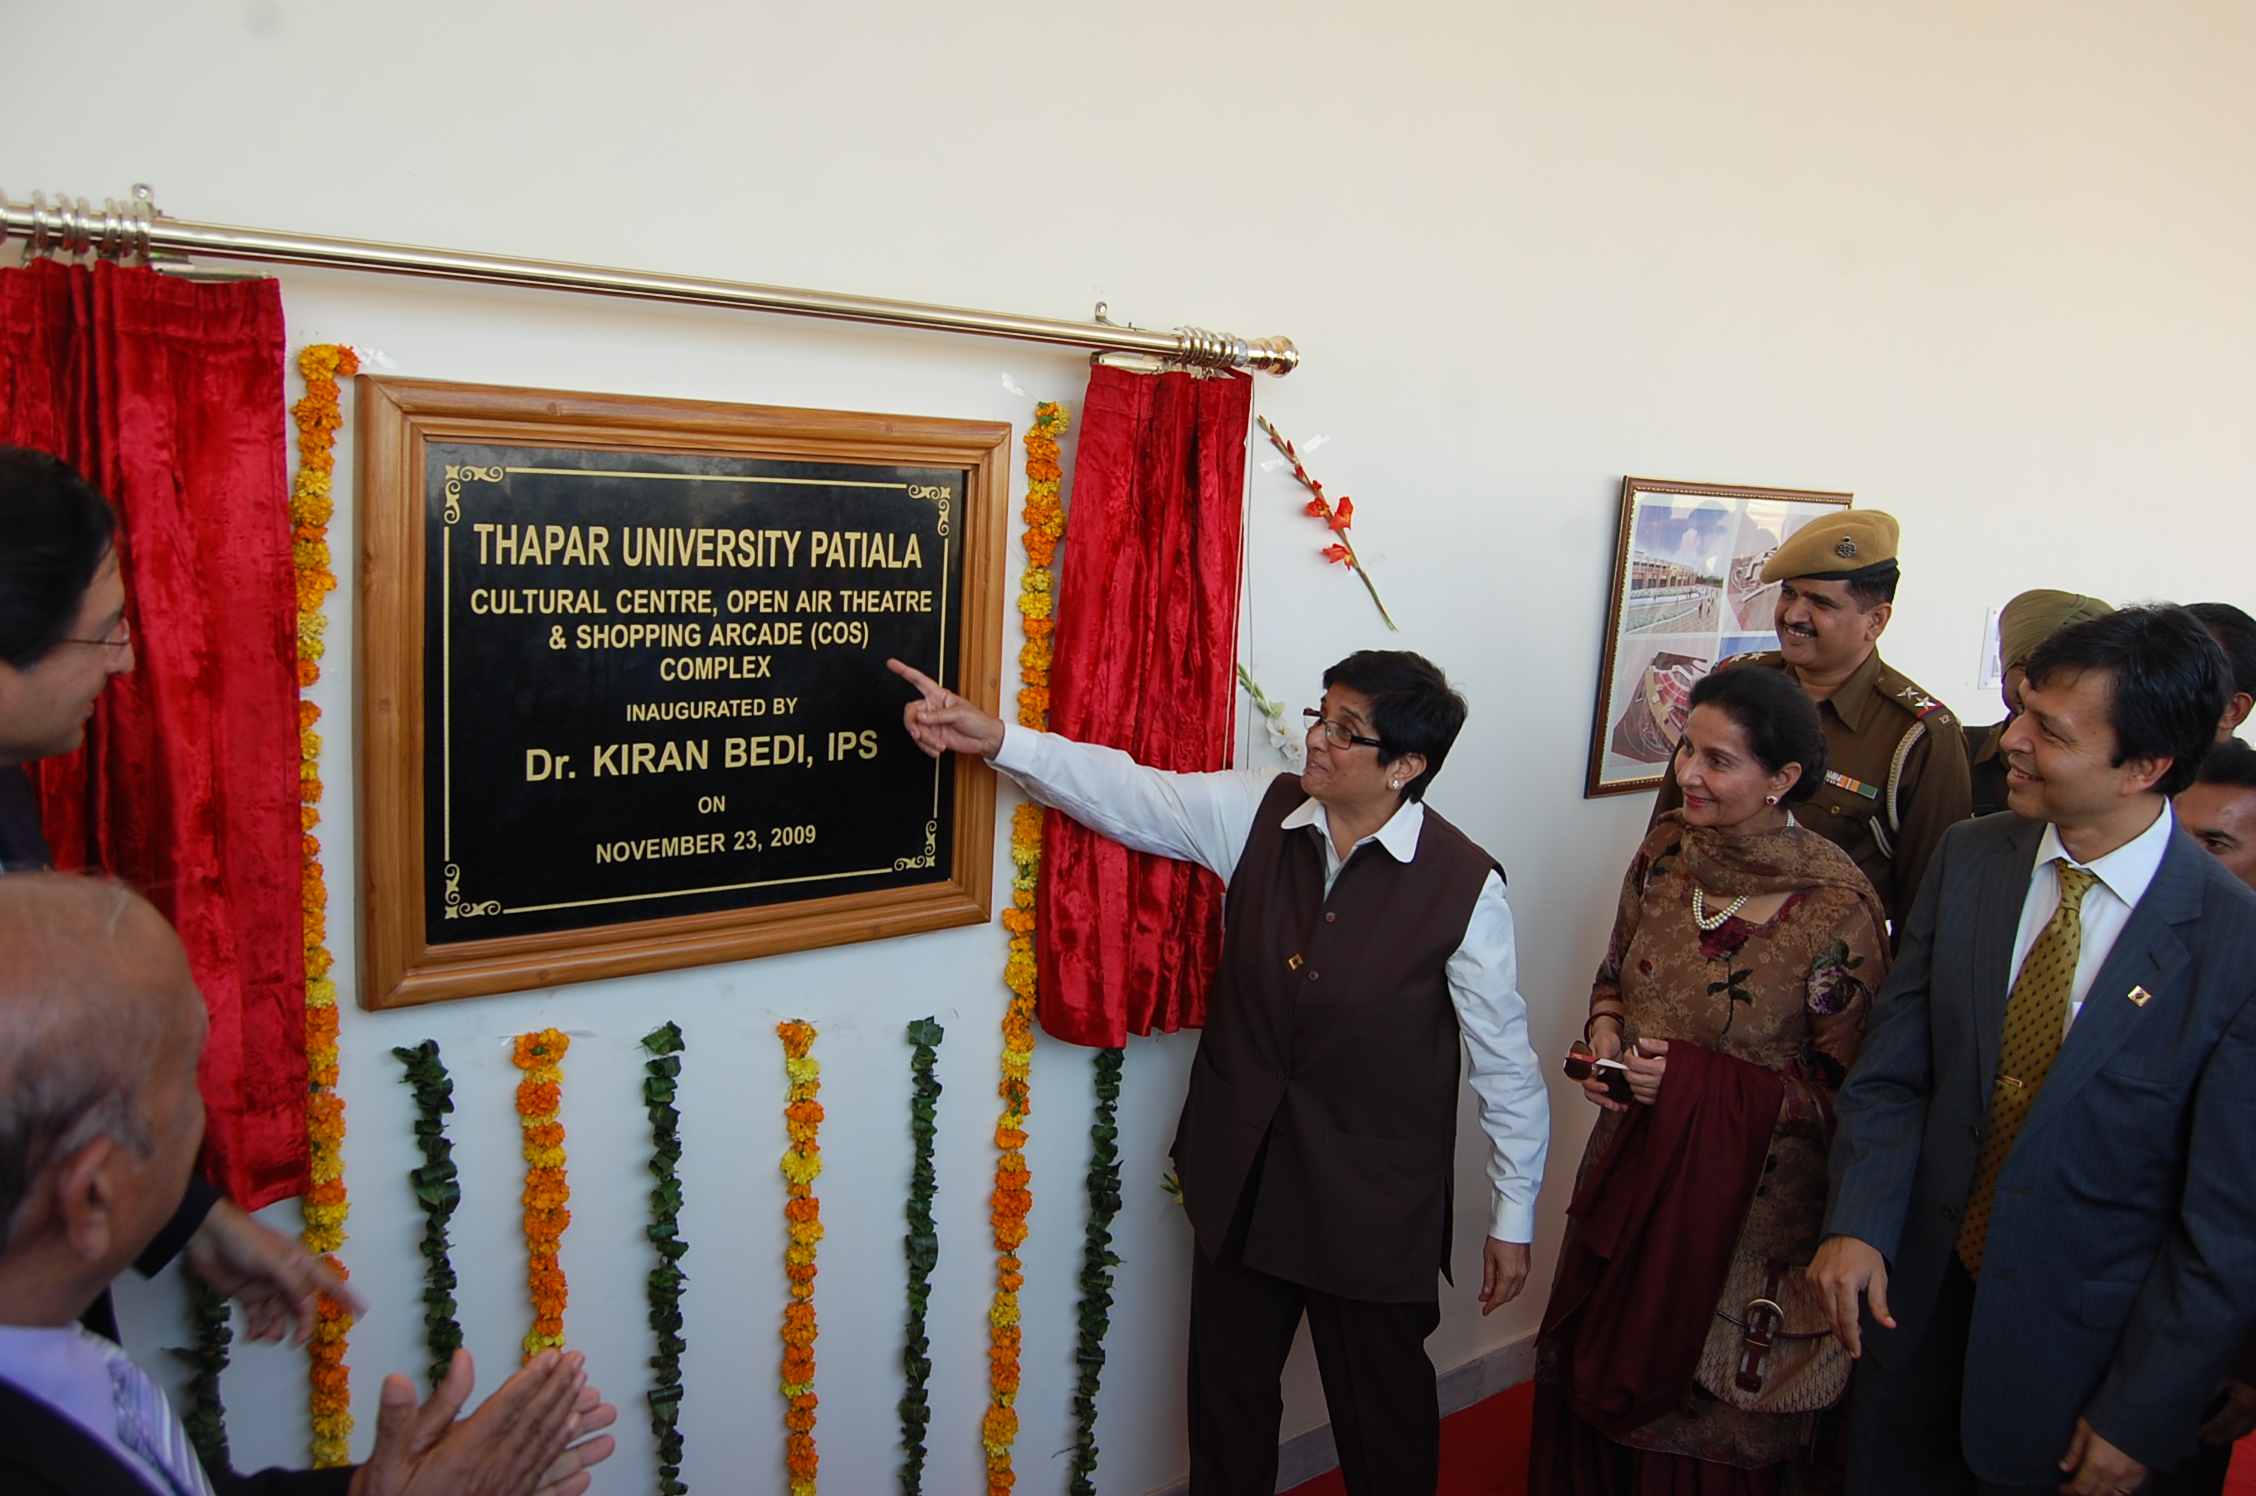 THAPAR UNIVERSITY PATIALA
CULTURAL CENTRE, OPEN AIR THEATRE
& SHOPPING ARCADE (COS)
COMPLEX
INAUGURATED BY
Dr. KIRAN BEDI, IPS
ON
NOVEMBER 23, 2009